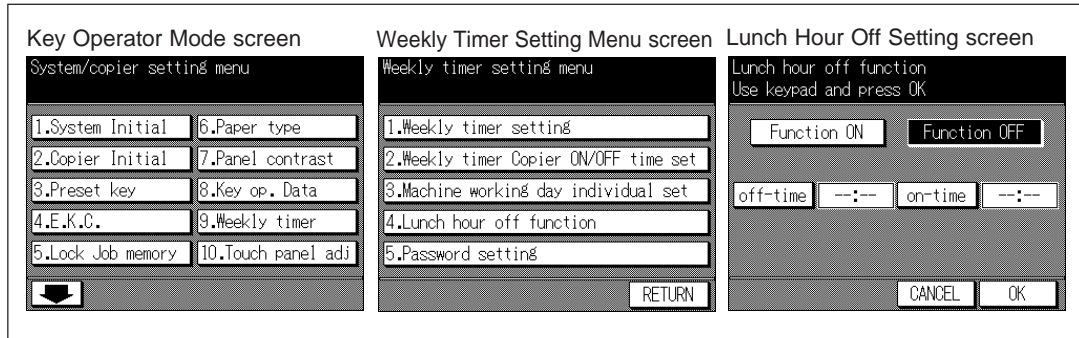 Key Operator Mode screen
System/copier setting menu
1.System Initial
6.Paper type
2.Copier Initial
7.Panel contrast
3.Preset key
8.Key op. Data
4.E.K.C.
9.Weekly timer
5.Lock Job memory
10.Touch panel adj
Weekly Timer Setting Menu screen
Weekly timer setting menu
1.Weekly timer setting
2.Weekly timer Copier ON/OFF time set
3.Machine working day individual set
4.Lunch hour off function
5.Password setting
RETURN
Lunch Hour Off Setting screen
Lunch hour off function
Use keypad and press OK
Function ON
Function OFF
off-time --:-- on-time --:--
CANCEL OK